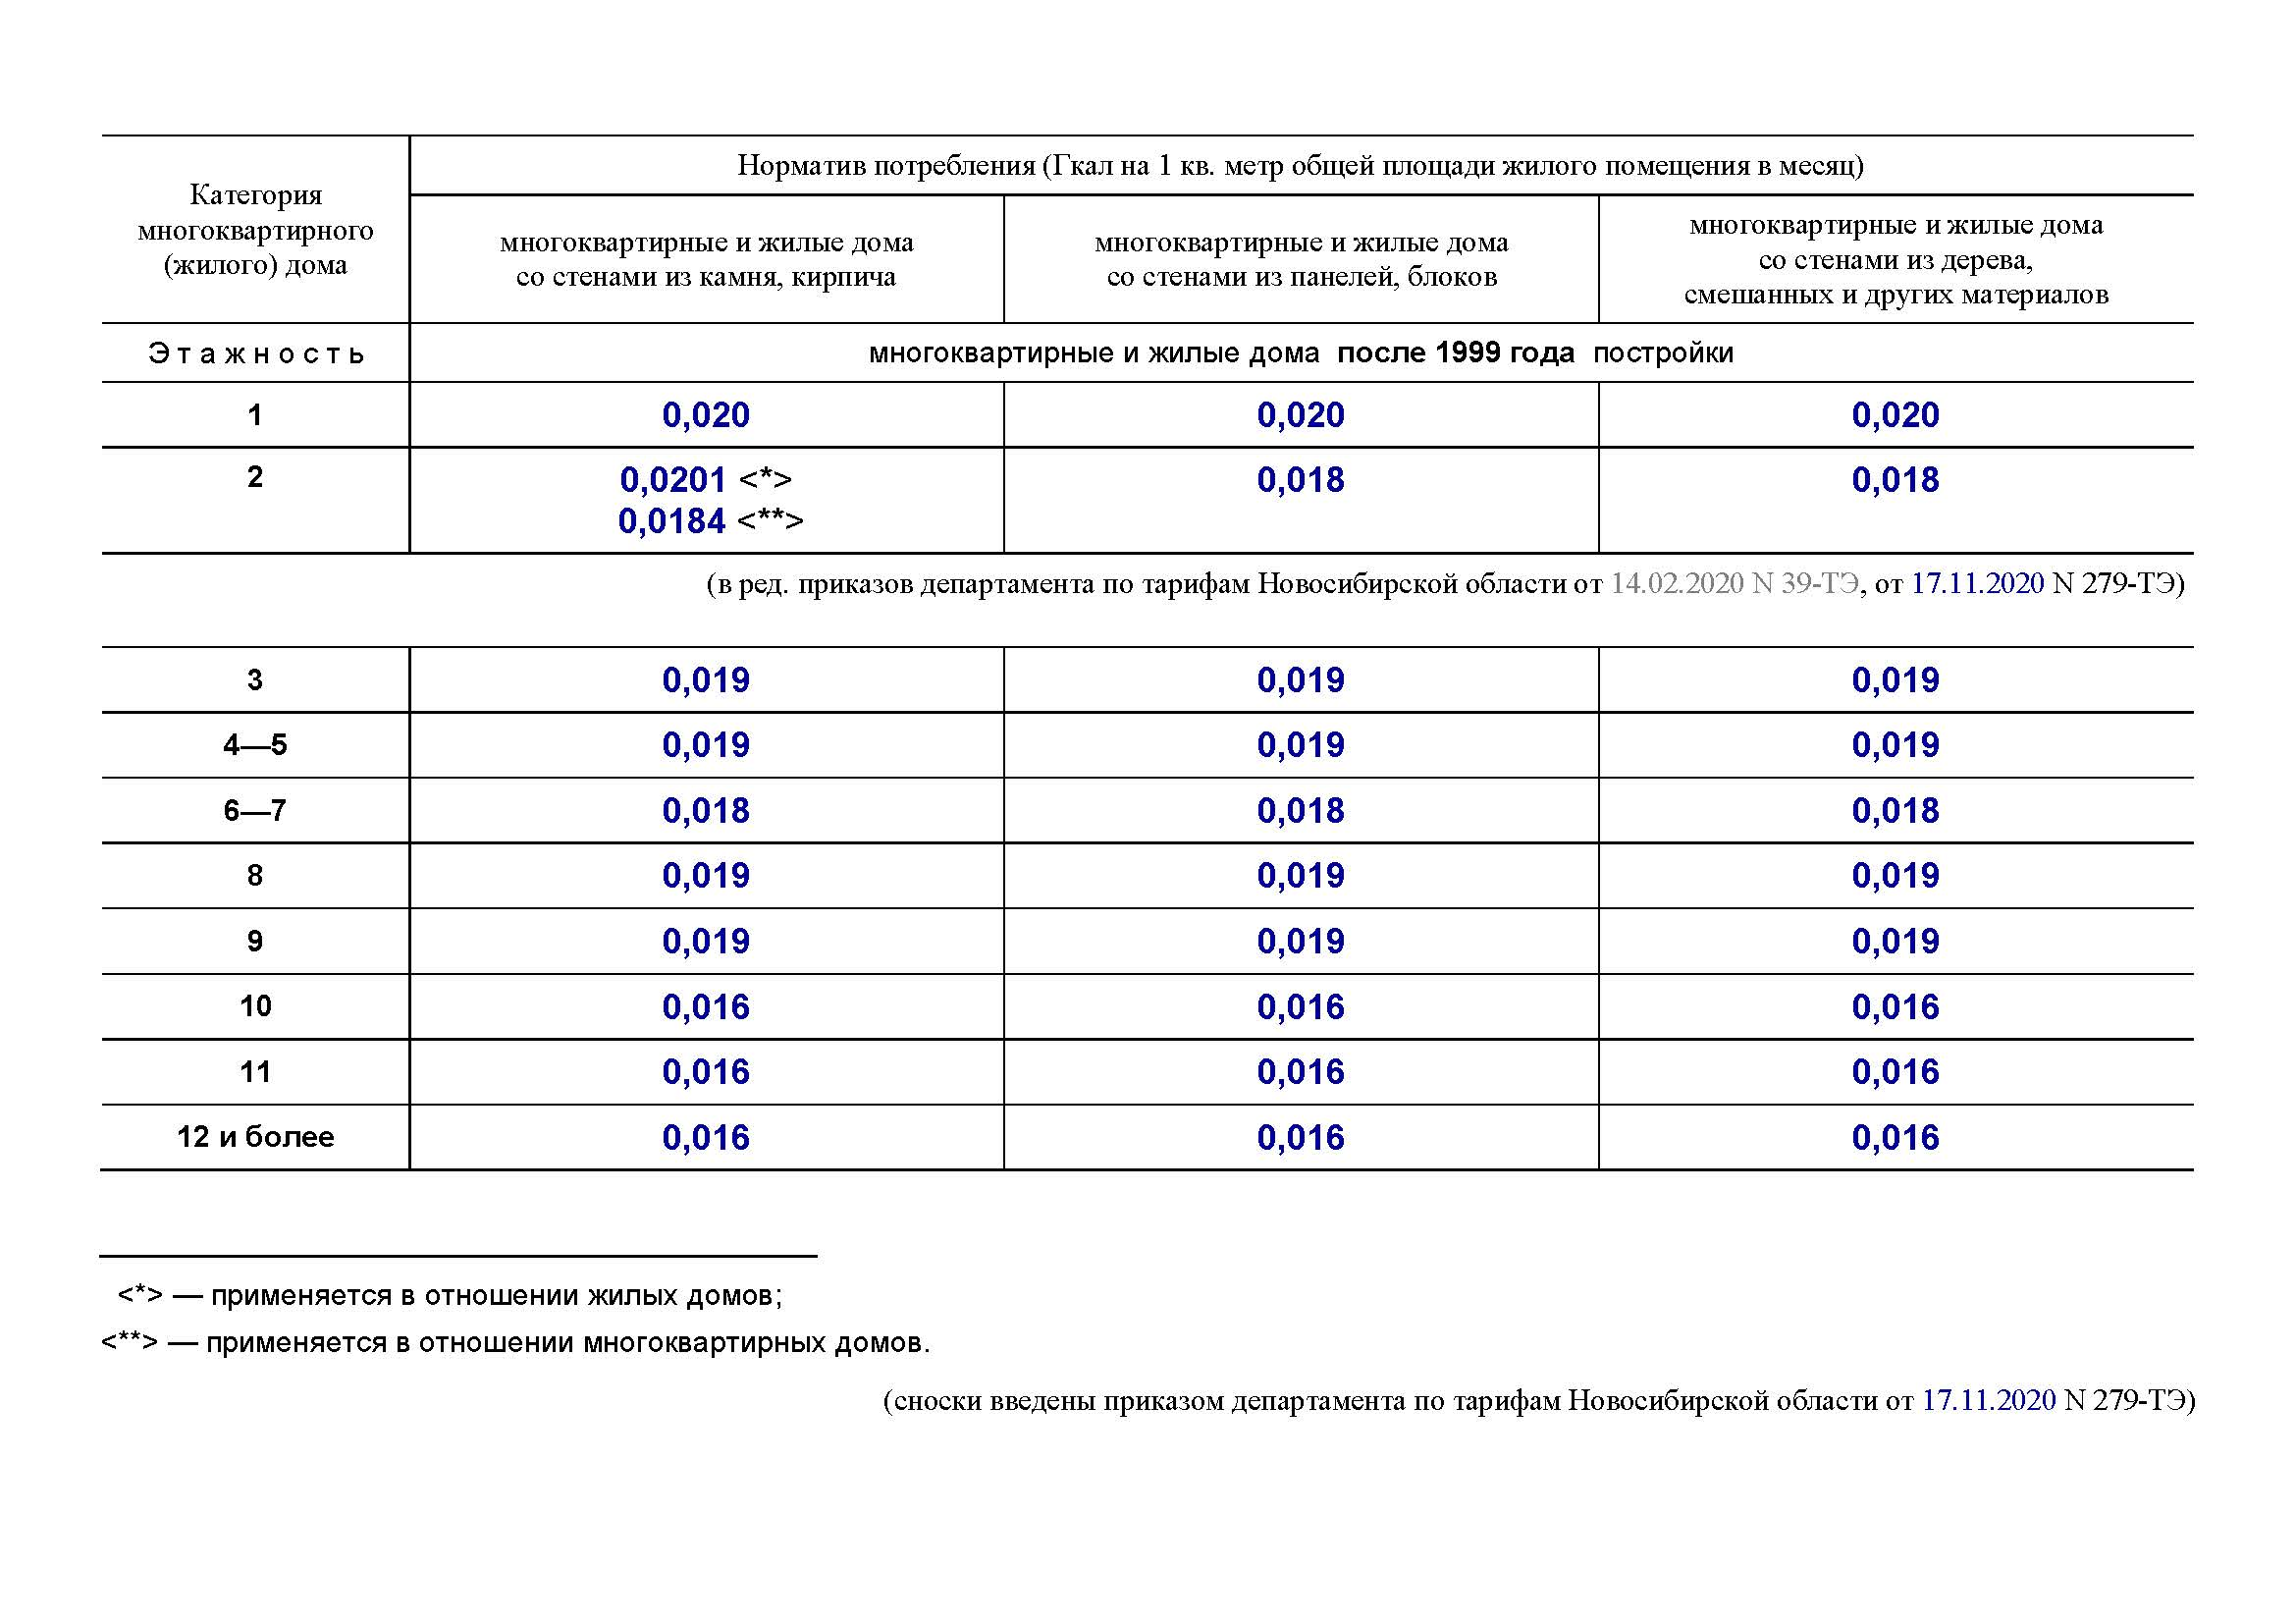 Категория
многоквартирного
(жилого) дома
Норматив потребления (Гкал на 1 кв. метр общей площади жилого помещения в месяц)
многоквартирные и жилые дома
со стенами из камня, кирпича
многоквартирные и жилые дома
со стенами из панелей, блоков
многоквартирные и жилые дома
со стенами из дерева,
смешанных и других материалов
Этажность многоквартирные и жилые дома после 1999 года постройки
1 0,020 0,020 0,020
2 0,0201 <*> 0,018 0,018
0,0184 <**>
(в ред. приказов департамента по тарифам Новосибирской области от 14.02.2020 N 39-ТЭ, от 17.11.2020 N 279-ТЭ)
3 0,019 0,019 0,019
4—5 0,019 0,019 0,019
6—7 0,018 0,018 0,018
8 0,019 0,019 0,019
9 0,019 0,019 0,019
10 0,016 0,016 0,016
11 0,016 0,016 0,016
12 и более 0,016 0,016 0,016
<*> — применяется в отношении жилых домов;
<**> — применяется в отношении многоквартирных домов.
(сноски введены приказом департамента по тарифам Новосибирской области от 17.11.2020 N 279-ТЭ)